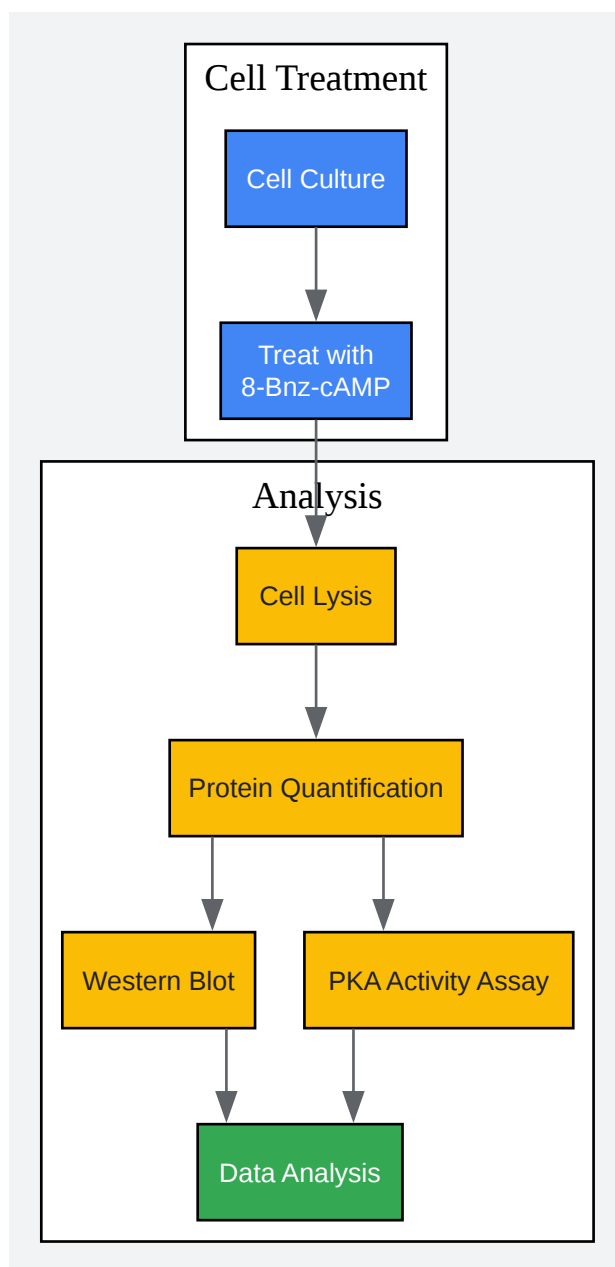 Cell Treatment
Cell Culture
Treat with
8-Bnz-cAMP
Analysis
Cell Lysis
Protein Quantification
Western Blot
PKA Activity Assay
Data Analysis